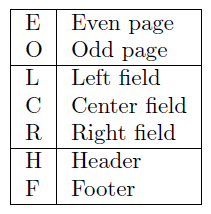 E Even page
O Odd page
L Left field
C Center field
R Right field
H Header
F Footer